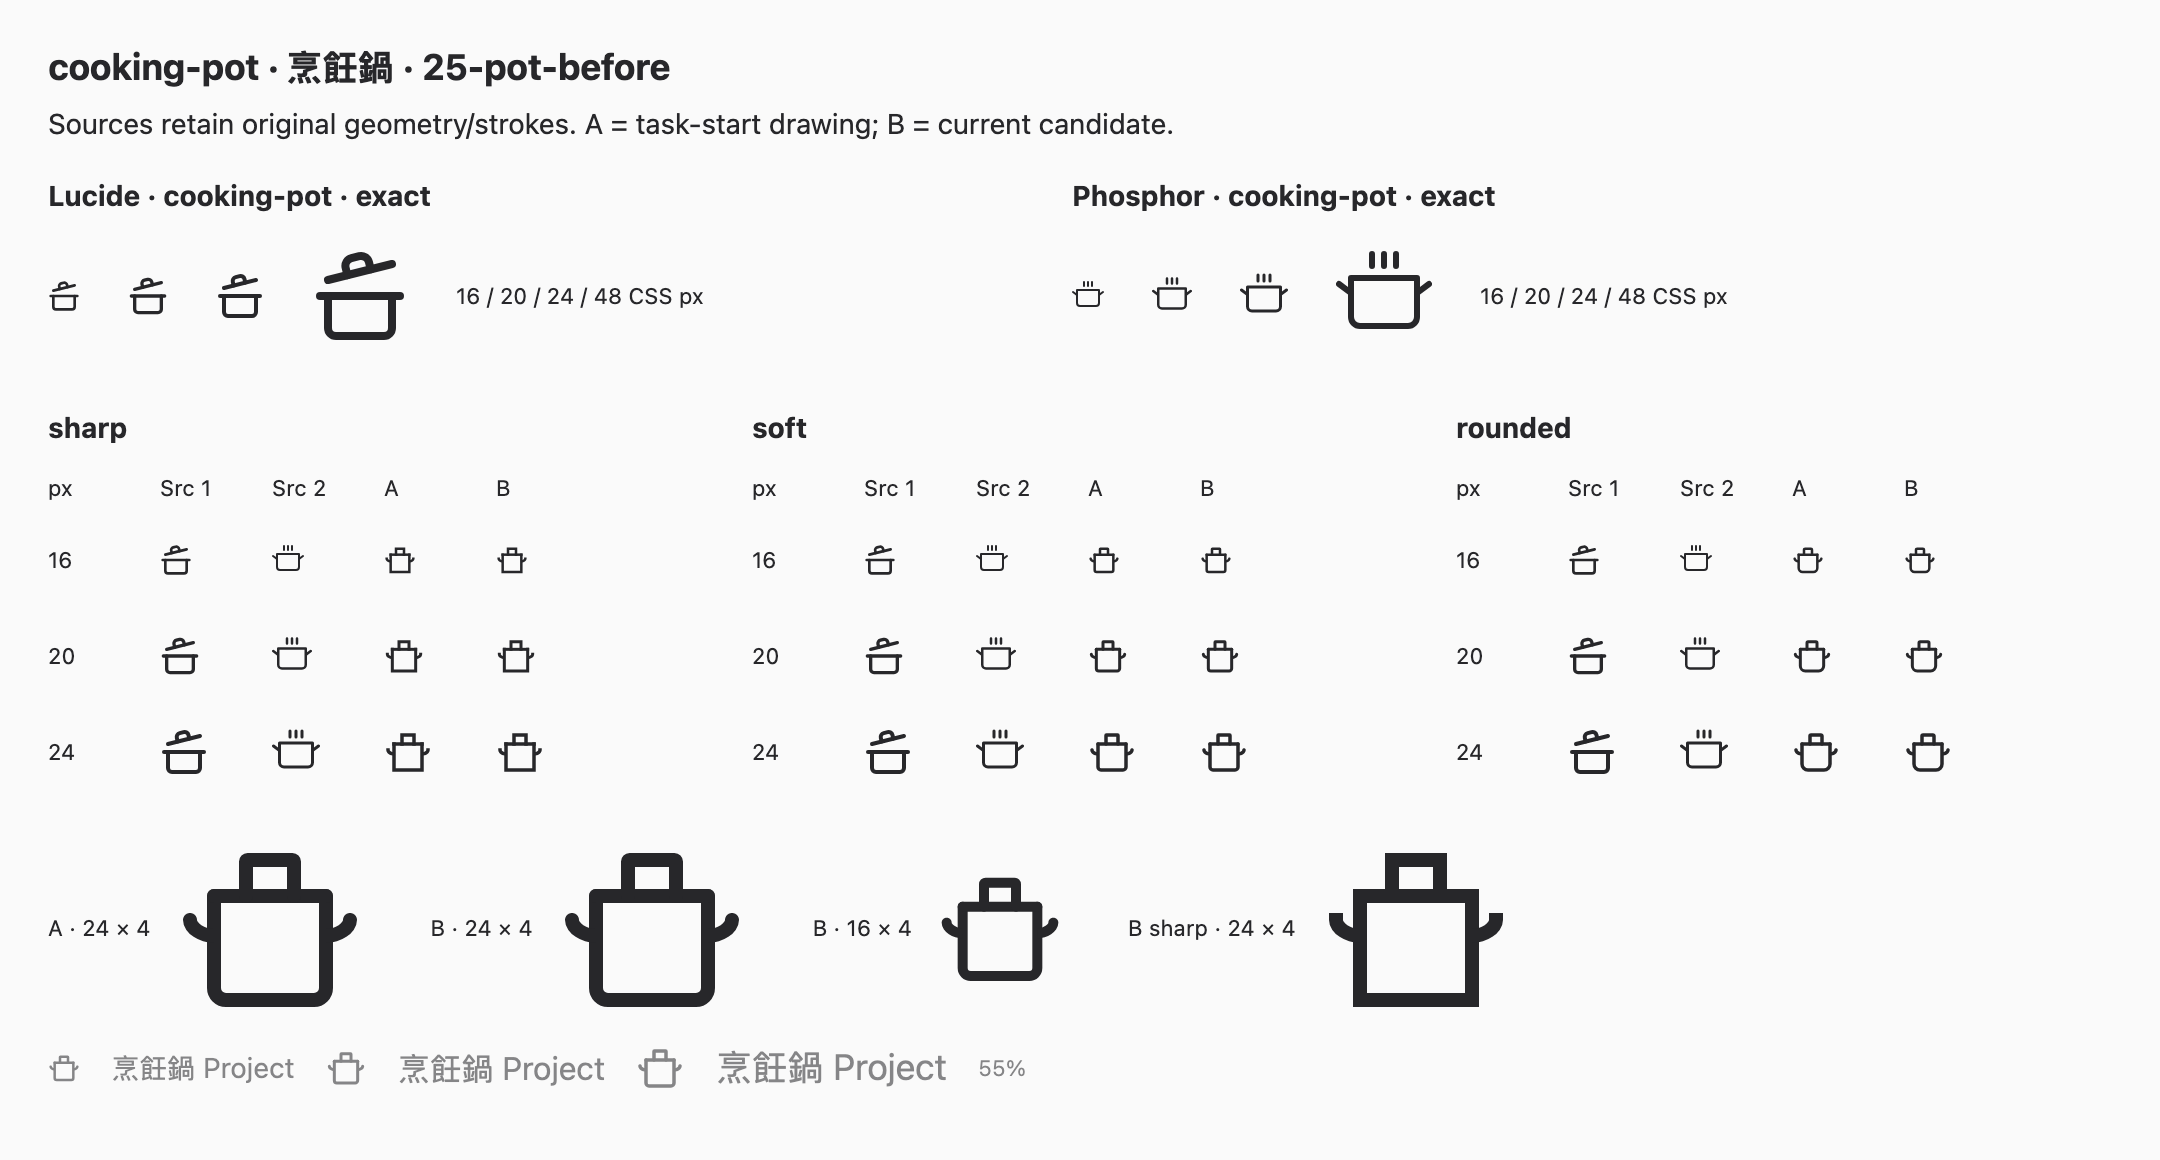 cooking-pot · 烹飪鍋 · 25-pot-before
Sources retain original geometry/strokes. A = task-start drawing; B = current candidate.
Lucide · cooking-pot · exact
16 / 20 / 24 / 48 CSS px
Phosphor · cooking-pot · exact
16 / 20 / 24 / 48 CSS px
sharp
px Src 1 Src 2 A B
16
20
24
soft
px Src 1 Src 2 A B
16
20
24
rounded
px Src 1 Src 2 A B
16
20
24
A · 24 × 4
B · 24 × 4
B · 16 × 4
B sharp · 24 × 4
烹飪鍋 Project 烹飪鍋 Project 烹飪鍋 Project 55%